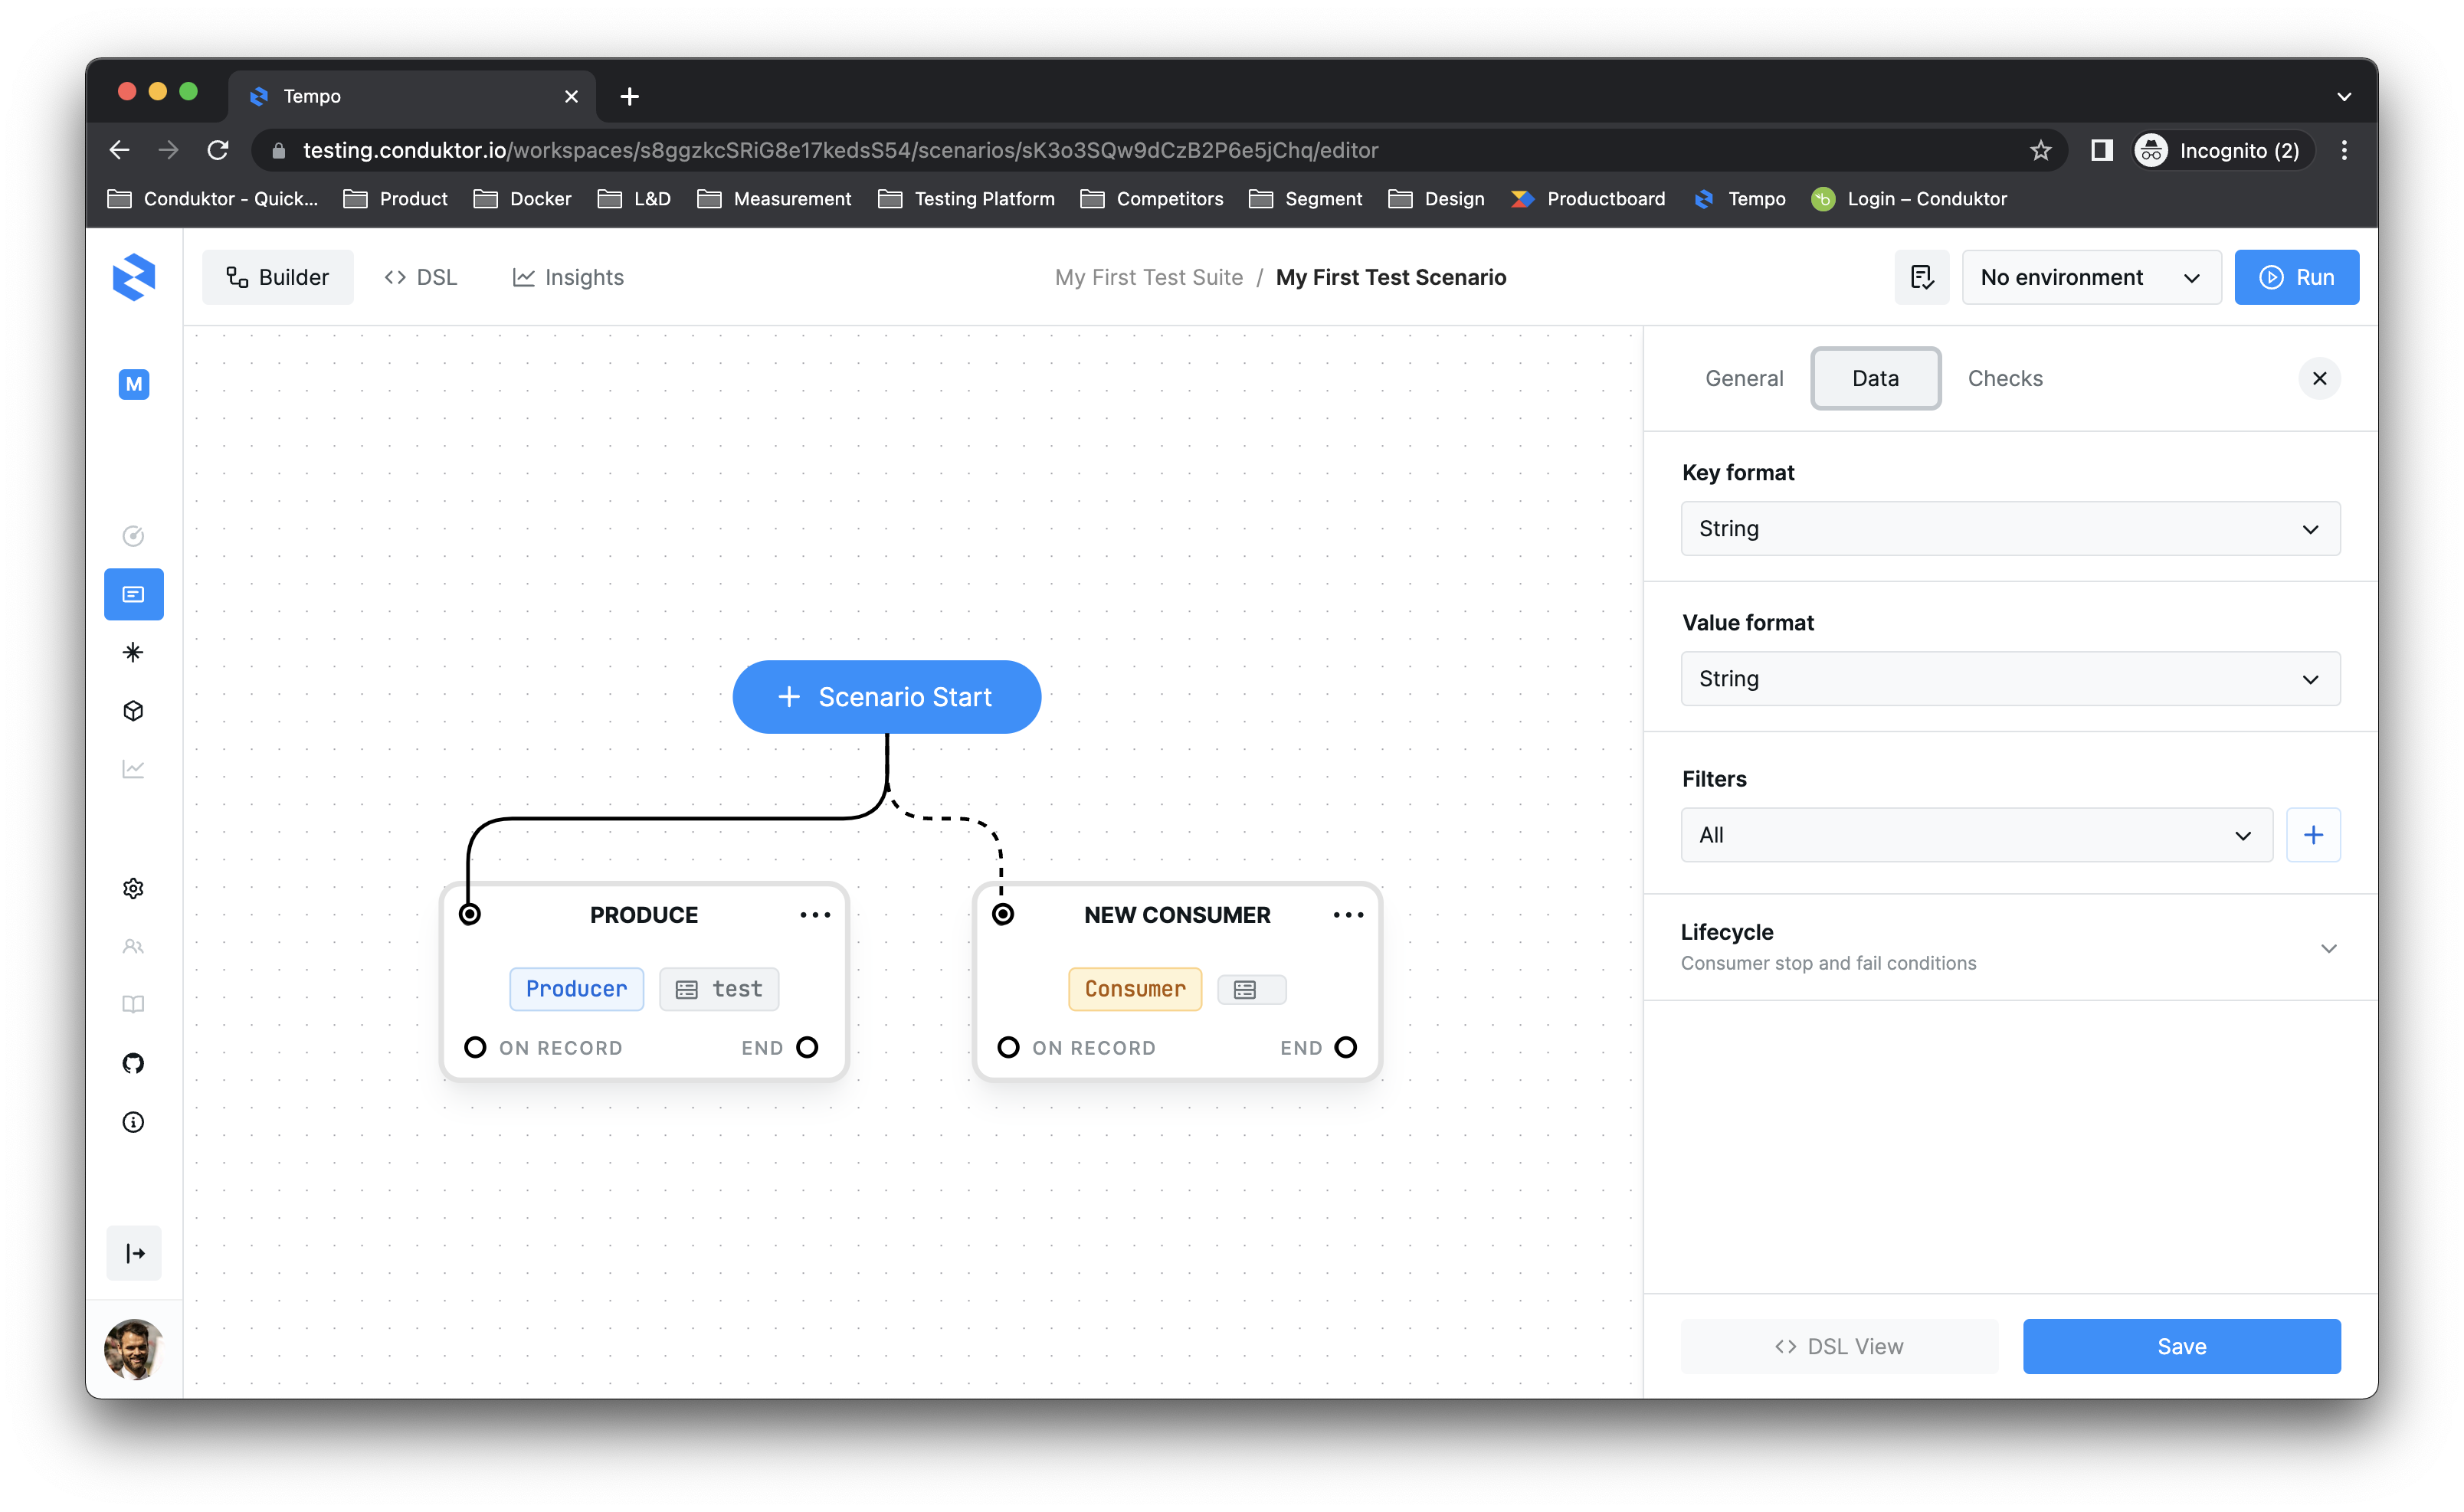 Tempo
testing.conduktor.io/workspaces/s8ggzkcSRiG8e17kedsS54/scenarios/sK3o3SQw9dCzB2P6e5jChq/editor
Incognito (2)
Conduktor - Quick... Product Docker L&D Measurement Testing Platform Competitors Segment Design Productboard Tempo Login – Conduktor
Builder DSL Insights
My First Test Suite / My First Test Scenario
No environment
Run
M
General Data Checks
Key format
String
Value format
String
Filters
All
Lifecycle
Consumer stop and fail conditions
Scenario Start
PRODUCE
Producer test
ON RECORD END
NEW CONSUMER
Consumer
ON RECORD END
DSL View
Save